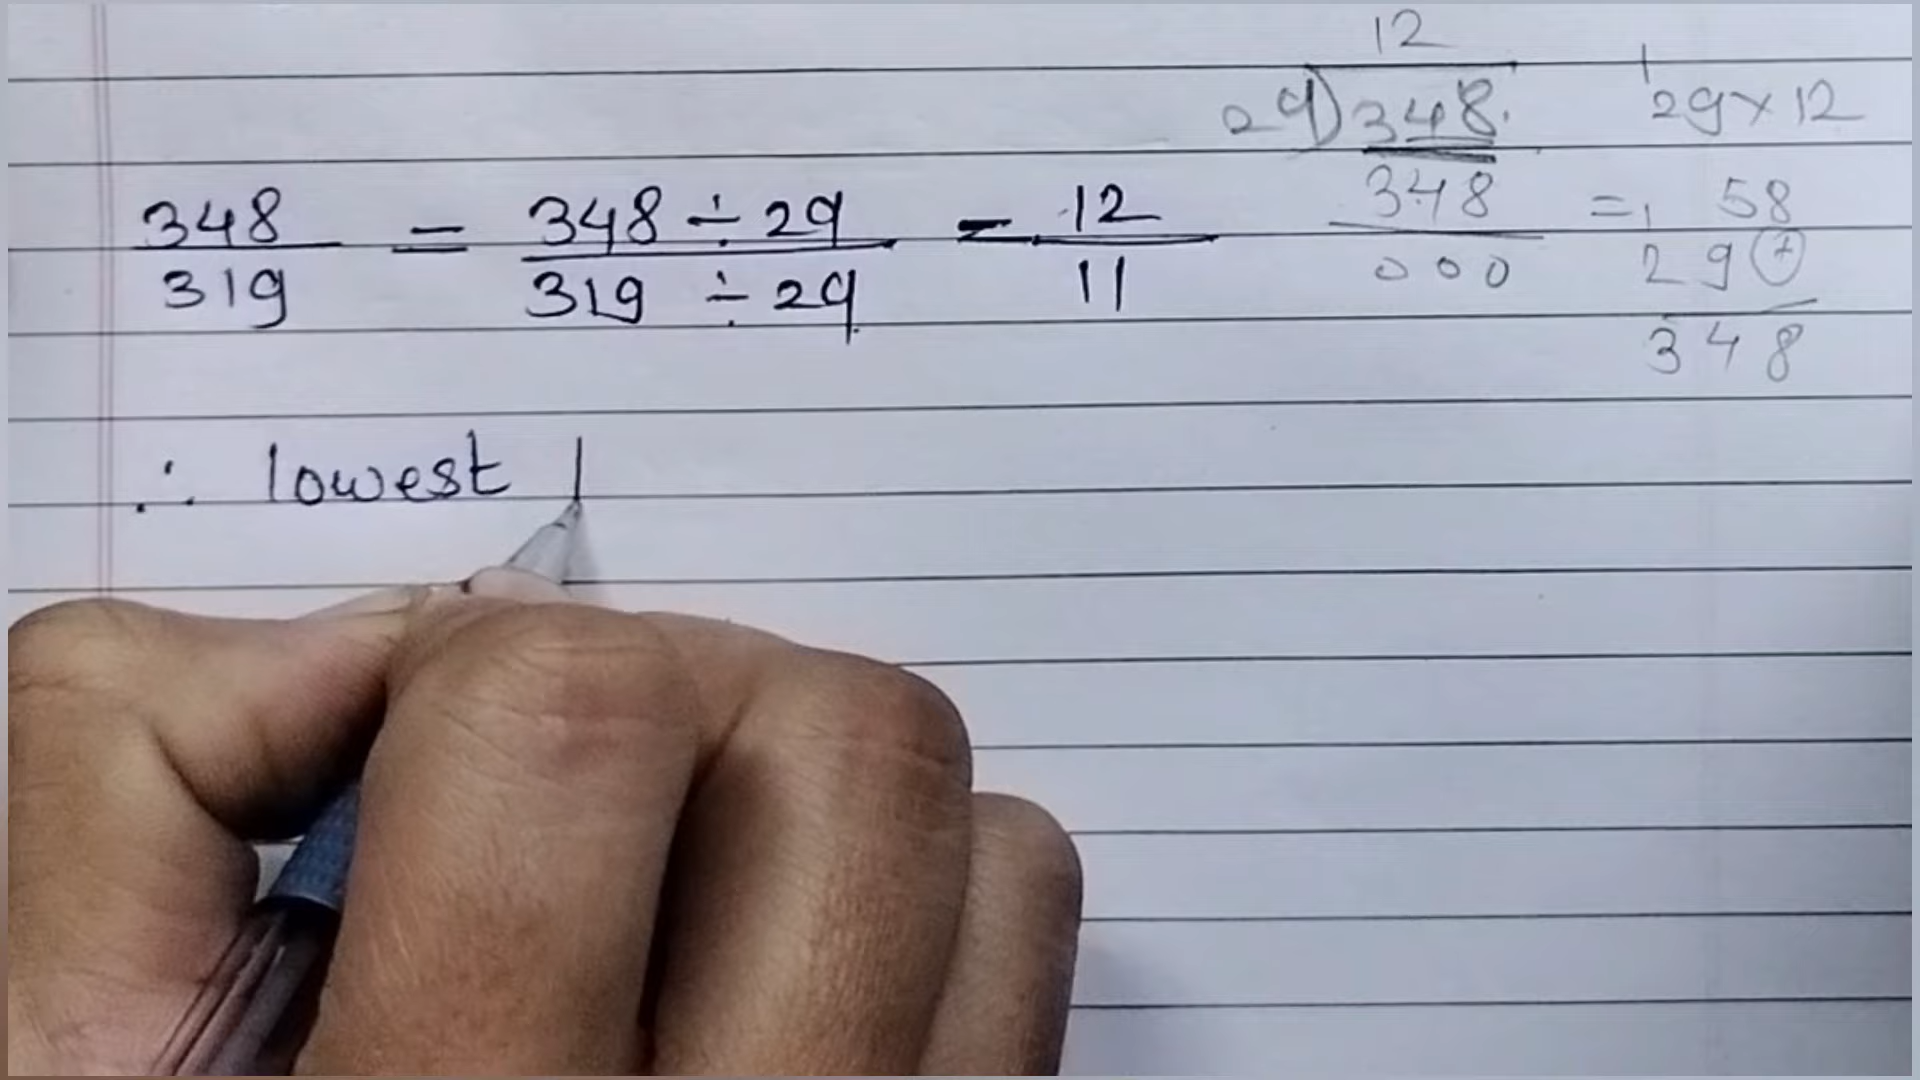 348 = 348 ÷ 29 = 12
319 319 ÷ 29 11
∴ lowest
12
29)348.
348
000
29 x 12
= 58
29 +
348